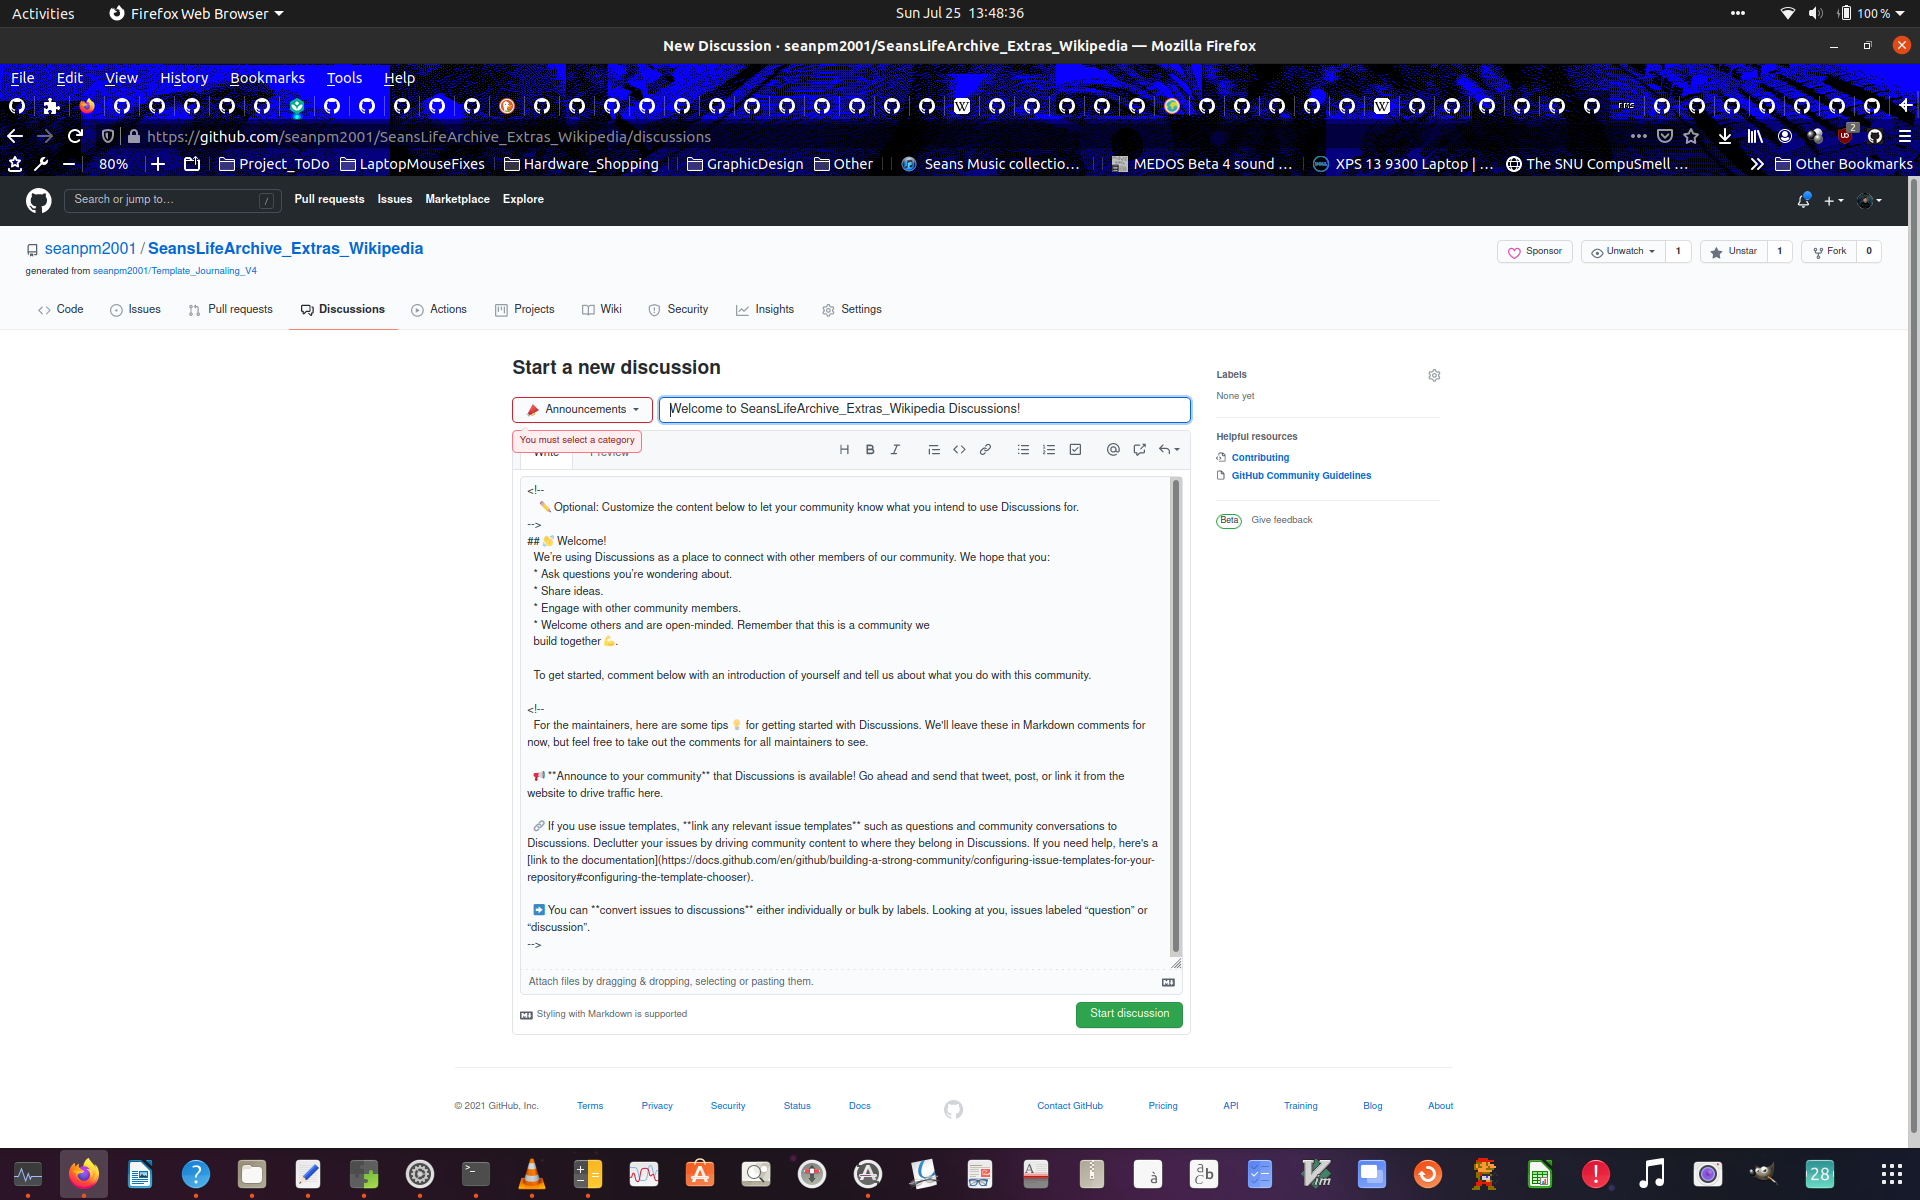 Activities
Firefox Web Browser
Sun Jul 25 13:48:36
100 %
New Discussion · seanpm2001/SeansLifeArchive_Extras_Wikipedia — Mozilla Firefox
File Edit View History Bookmarks Tools Help
https://github.com/seanpm2001/SeansLifeArchive_Extras_Wikipedia/discussions
2
80%
Project_ToDo
LaptopMouseFixes
Hardware_Shopping
GraphicDesign
Other
Seans Music collectio…
MEDOS Beta 4 sound …
XPS 13 9300 Laptop | …
The SNU CompuSmell …
Other Bookmarks
Search or jump to…
/
Pull requests Issues Marketplace Explore
seanpm2001 / SeansLifeArchive_Extras_Wikipedia
Sponsor
Unwatch 1
Unstar 1
Fork 0
generated from seanpm2001/Template_Journaling_V4
Code
Issues
Pull requests
Discussions
Actions
Projects
Wiki
Security
Insights
Settings
Start a new discussion
Announcements
Welcome to SeansLifeArchive_Extras_Wikipedia Discussions!
You must select a category
Write
Preview
<!--
✏️ Optional: Customize the content below to let your community know what you intend to use Discussions for.
-->
## 👋 Welcome!
We’re using Discussions as a place to connect with other members of our community. We hope that you:
* Ask questions you’re wondering about.
* Share ideas.
* Engage with other community members.
* Welcome others and are open-minded. Remember that this is a community we
build together 💪.
To get started, comment below with an introduction of yourself and tell us about what you do with this community.
<!--
For the maintainers, here are some tips 💡 for getting started with Discussions. We'll leave these in Markdown comments for
now, but feel free to take out the comments for all maintainers to see.
📢 **Announce to your community** that Discussions is available! Go ahead and send that tweet, post, or link it from the
website to drive traffic here.
🔗 If you use issue templates, **link any relevant issue templates** such as questions and community conversations to
Discussions. Declutter your issues by driving community content to where they belong in Discussions. If you need help, here's a
[link to the documentation](https://docs.github.com/en/github/building-a-strong-community/configuring-issue-templates-for-your-
repository#configuring-the-template-chooser).
➡️ You can **convert issues to discussions** either individually or bulk by labels. Looking at you, issues labeled “question” or
“discussion”.
-->
Attach files by dragging & dropping, selecting or pasting them.
Styling with Markdown is supported
Start discussion
Labels
None yet
Helpful resources
Contributing
GitHub Community Guidelines
Beta
Give feedback
© 2021 GitHub, Inc.
Terms
Privacy
Security
Status
Docs
Contact GitHub
Pricing
API
Training
Blog
About
28